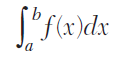 ∫_a^b f(x)dx